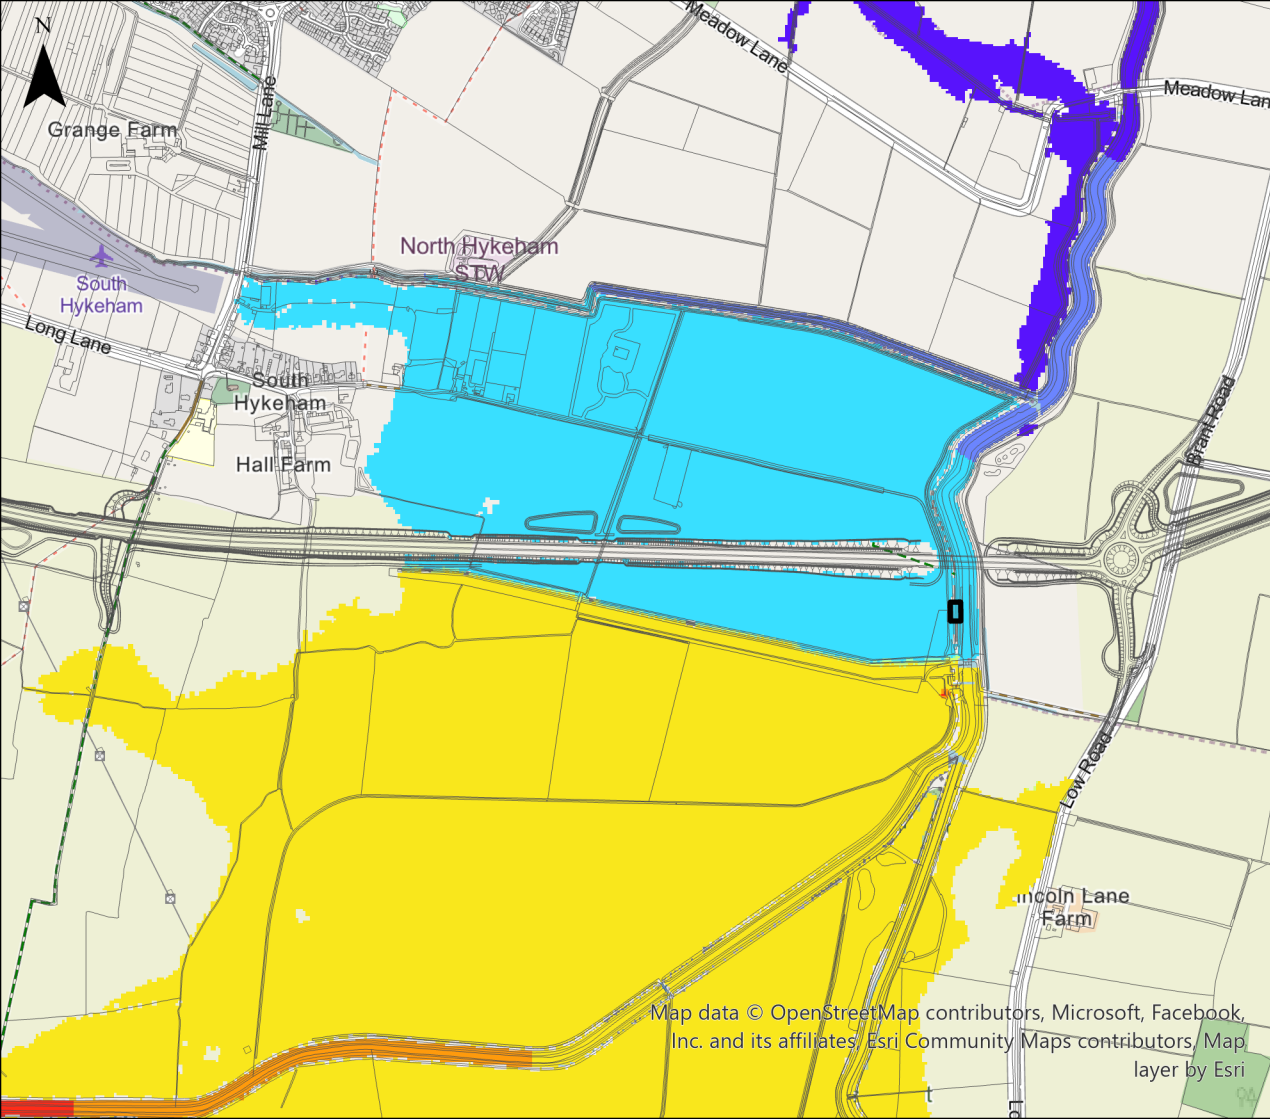 N
Meadow Lane
Meadow Lan
Mill Lane
Grange Farm
North Hykeham
STW
South
Hykeham
Long Lane
South
Hykeham
Hall Farm
Brant Road
Low Road
incoln Lane
Farm
Map data © OpenStreetMap contributors, Microsoft, Facebook,
Inc. and its affiliates, Esri Community Maps contributors, Map
layer by Esri
t
Lo